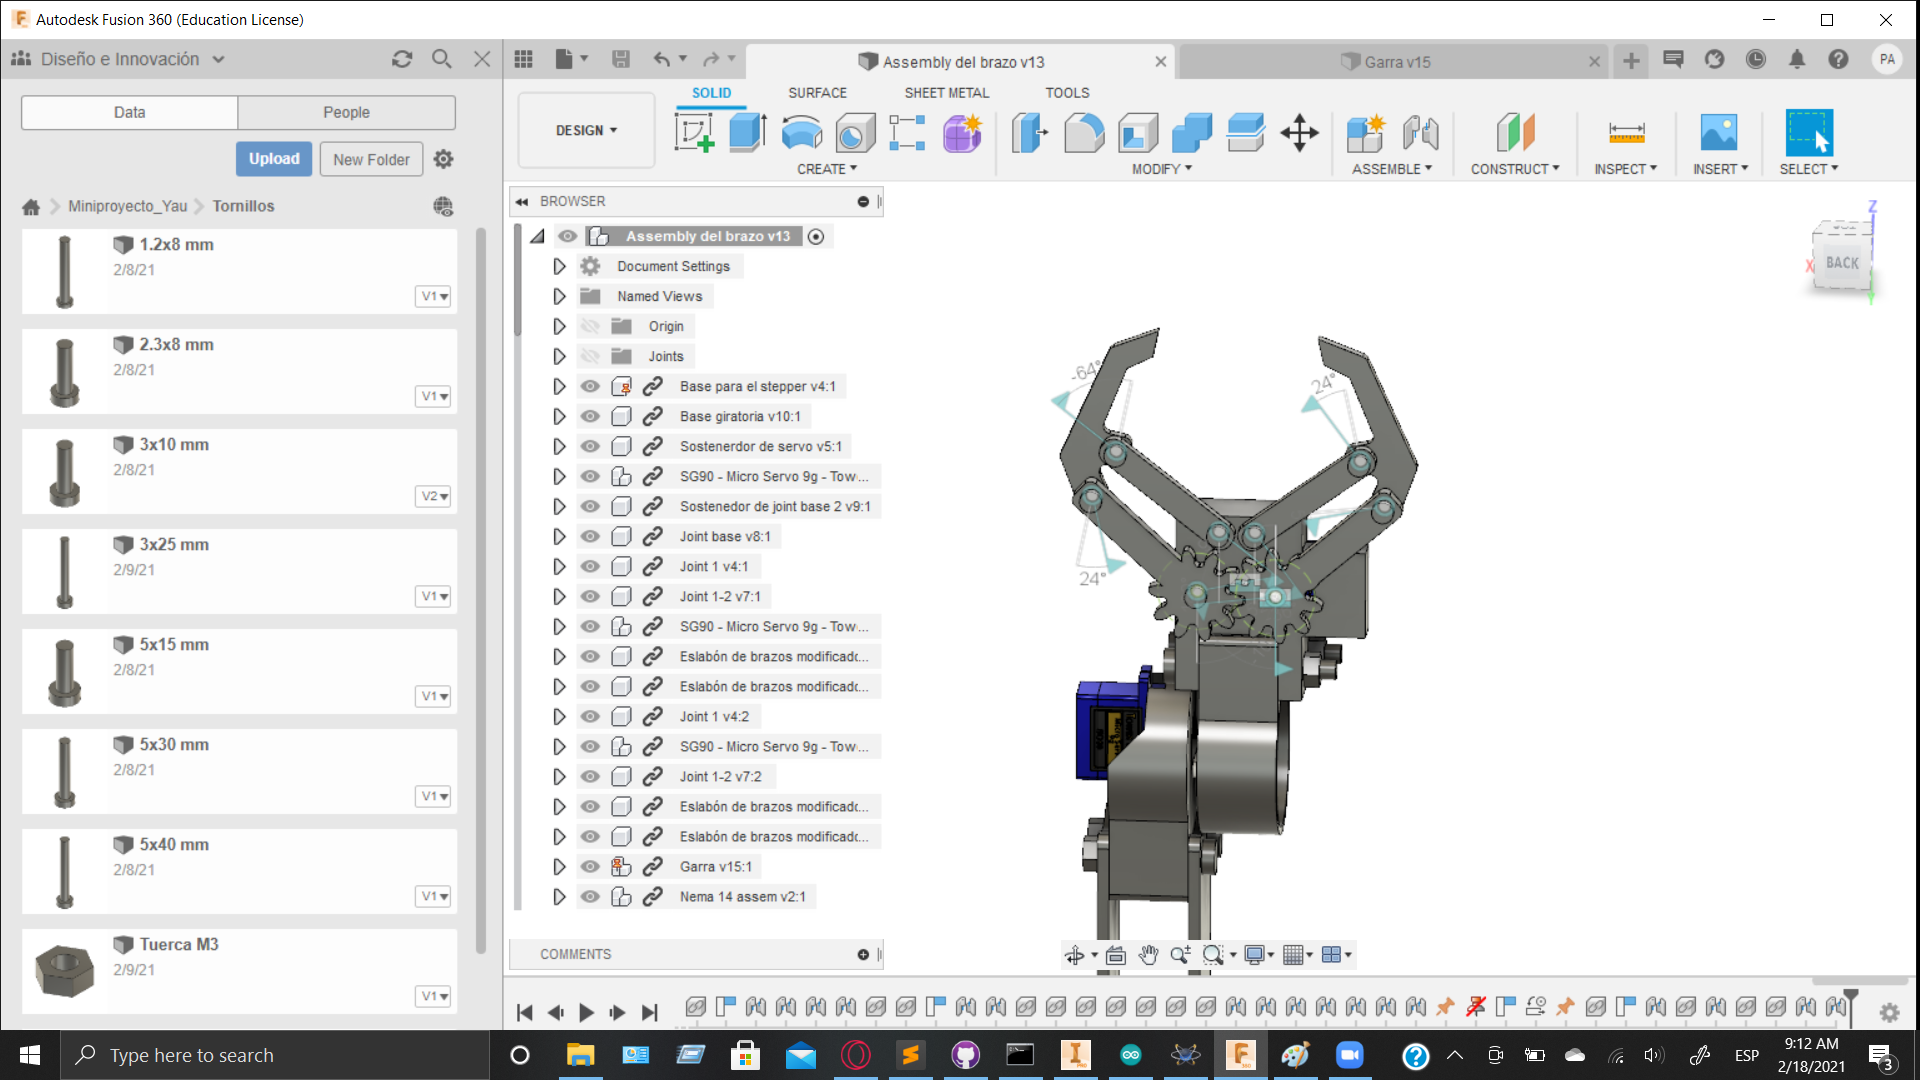 Autodesk Fusion 360 (Education License)
Diseño e Innovación
Assembly del brazo v13
Garra v15
PA
Data
People
Upload
New Folder
Miniproyecto_Yau
Tornillos
1.2x8 mm
2/8/21
V1
2.3x8 mm
2/8/21
V1
3x10 mm
2/8/21
V2
3x25 mm
2/9/21
V1
5x15 mm
2/8/21
V1
5x30 mm
2/8/21
V1
5x40 mm
2/8/21
V1
Tuerca M3
2/9/21
V1
SOLID
SURFACE
SHEET METAL
TOOLS
DESIGN
CREATE
MODIFY
ASSEMBLE
CONSTRUCT
INSPECT
INSERT
SELECT
BROWSER
Assembly del brazo v13
Document Settings
Named Views
Origin
Joints
Base para el stepper v4:1
Base giratoria v10:1
Sostenerdor de servo v5:1
SG90 - Micro Servo 9g - Tow...
Sostenedor de joint base 2 v9:1
Joint base v8:1
Joint 1 v4:1
Joint 1-2 v7:1
SG90 - Micro Servo 9g - Tow...
Eslabón de brazos modificado...
Eslabón de brazos modificado...
Joint 1 v4:2
SG90 - Micro Servo 9g - Tow...
Joint 1-2 v7:2
Eslabón de brazos modificado...
Eslabón de brazos modificado...
Garra v15:1
Nema 14 assem v2:1
COMMENTS
Z
X
BACK
-64°
24°
24°
Type here to search
ESP
9:12 AM
2/18/2021
3